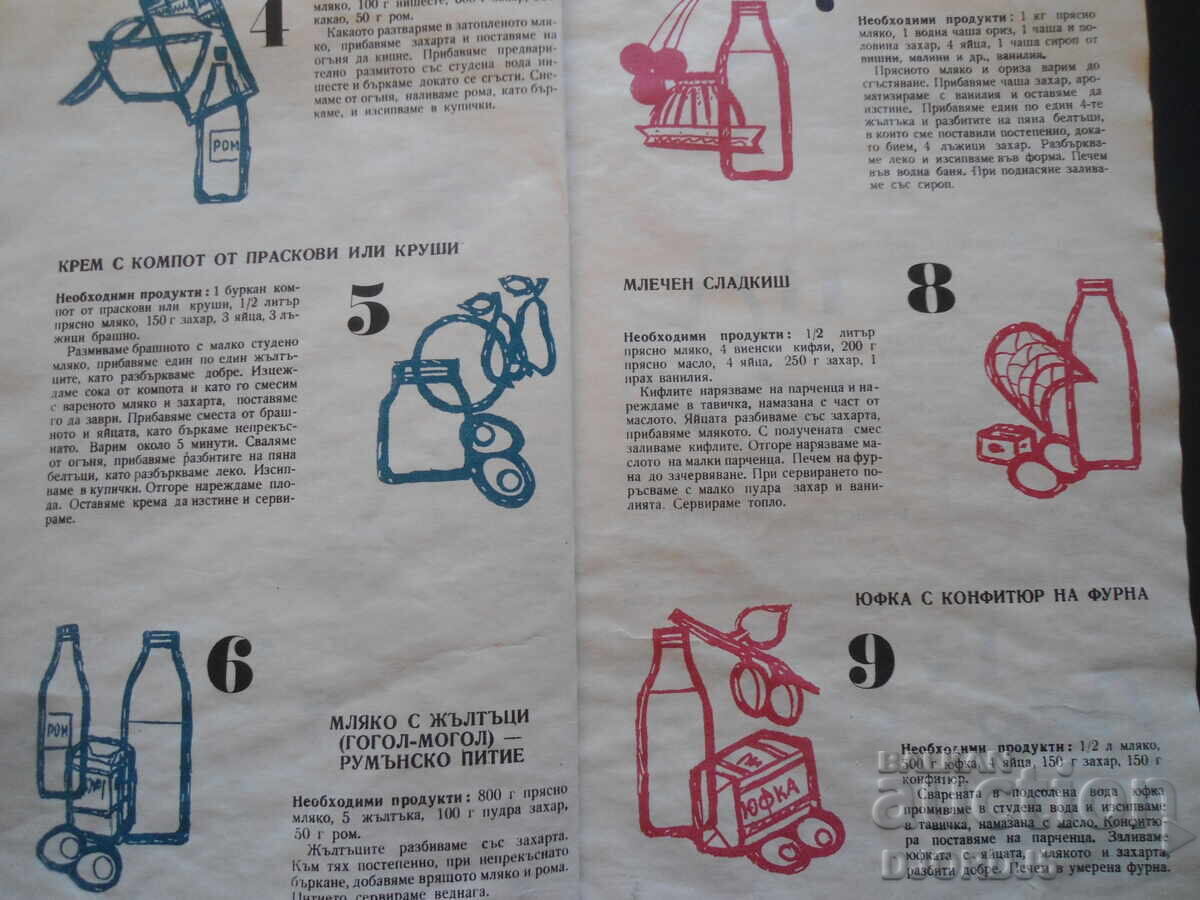 4
мляко, 100 г нишесте,
какао, 50 г ром.
Какаото разтваряме в затопленото мля-
ко, прибавяме захарта и поставяме на
огъня да кипне. Прибавяме предвари-
телно размитото със студена вода ни-
шесте и бъркаме докато се сгъсти. Сне-
маме от огъня, наливаме рома, като бър-
каме, и изсипваме в купички.
РОМ
КРЕМ С КОМПОТ ОТ ПРАСКОВИ ИЛИ КРУШИ
5
Необходими продукти: 1 буркан ком-
пот от праскови или круши, 1/2 литър
прясно мляко, 150 г захар, 3 яйца, 3 лъ-
жици брашно.
Размиваме брашното с малко студено
мляко, прибавяме един по един жълтъ-
ците, като разбъркваме добре. Изцеж-
даме сока от компота и като го смесим
с вареното мляко и захарта, поставяме
го да заври. Прибавяме сместа от браш-
ното и яйцата, като бъркаме непрекъс-
нато. Варим около 5 минути. Сваляме
от огъня, прибавяме разбитите на пяна
белтъци, като разбъркваме леко. Изсип-
ваме в купички. Отгоре нареждаме пло-
да. Оставяме крема да изстине и серви-
раме.
6
РОМ
МЛЯКО С ЖЪЛТЪЦИ
(ГОГОЛ-МОГОЛ) —
РУМЪНСКО ПИТИЕ
Необходими продукти: 800 г прясно
мляко, 5 жълтъка, 100 г пудра захар,
50 г ром.
Жълтъците разбиваме със захарта.
Към тях постепенно, при непрекъснато
бъркане, добавяме врящото мляко и рома.
Питието сервираме веднага.
Необходими продукти: 1 кг прясно
мляко, 1 водна чаша ориз, 1 чаша и по-
ловина захар, 4 яйца, 1 чаша сироп от
вишни, малини и др., ванилия.
Прясното мляко и ориза варим до
сгъстяване. Прибавяме чаша захар, аро-
матизираме с ванилия и оставяме да
изстине. Прибавяме един по един 4-те
жълтъка и разбитите на пяна белтъци,
в които сме поставили постепенно, дока-
то бием, 4 лъжици захар. Разбърква-
ме леко и изсипваме във форма. Печем
във водна баня. При поднасяне залива-
ме със сироп.
МЛЕЧЕН СЛАДКИШ
8
Необходими продукти: 1/2 литър
прясно мляко, 4 виенски кифли, 200 г
прясно масло, 4 яйца, 250 г захар, 1
прах ванилия.
Кифлите нарязваме на парченца и на-
реждаме в тавичка, намазана с част от
маслото. Яйцата разбиваме със захарта,
прибавяме млякото. С получената смес
заливаме кифлите. Отгоре нарязваме ма-
слото на малки парченца. Печем на фур-
на до зачервяване. При сервирането по-
ръсваме с малко пудра захар и вани-
лията. Сервираме топло.
ЮФКА С КОНФИТЮР НА ФУРНА
9
ЮФКА
Необходими продукти: 1/2 л мляко,
500 г юфка, 4 яйца, 150 г захар, 150 г
конфитюр.
Сварената в подсолена вода юфка
промиваме в студена вода и изсипваме
в тавичка, намазана с масло. Конфитю-
ра поставяме на парченца. Заливаме
юфката с яйцата, млякото и захарта,
разбити добре. Печем в умерена фурна.
BALKAN
auction
DJORDJUS